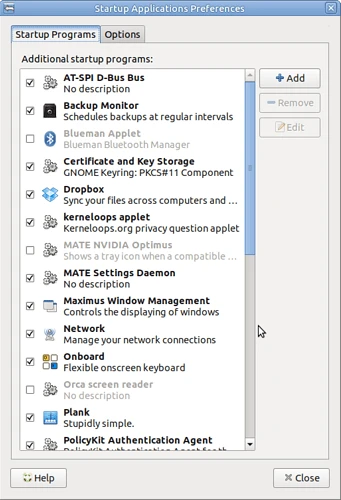 Startup Applications Preferences
Startup Programs
Options
Additional startup programs:
AT-SPI D-Bus Bus
No description
Backup Monitor
Schedules backups at regular intervals
Blueman Applet
Blueman Bluetooth Manager
Certificate and Key Storage
GNOME Keyring: PKCS#11 Component
Dropbox
Sync your files across computers and ...
kerneloops applet
Kerneloops.org privacy question applet
MATE NVIDIA Optimus
Shows a tray icon when a compatible ...
MATE Settings Daemon
No description
Maximus Window Management
Controls the displaying of windows
Network
Manage your network connections
Onboard
Flexible onscreen keyboard
Orca screen reader
No description
Plank
Stupidly simple.
PolicyKit Authentication Agent
Add
Remove
Edit
Help
Close